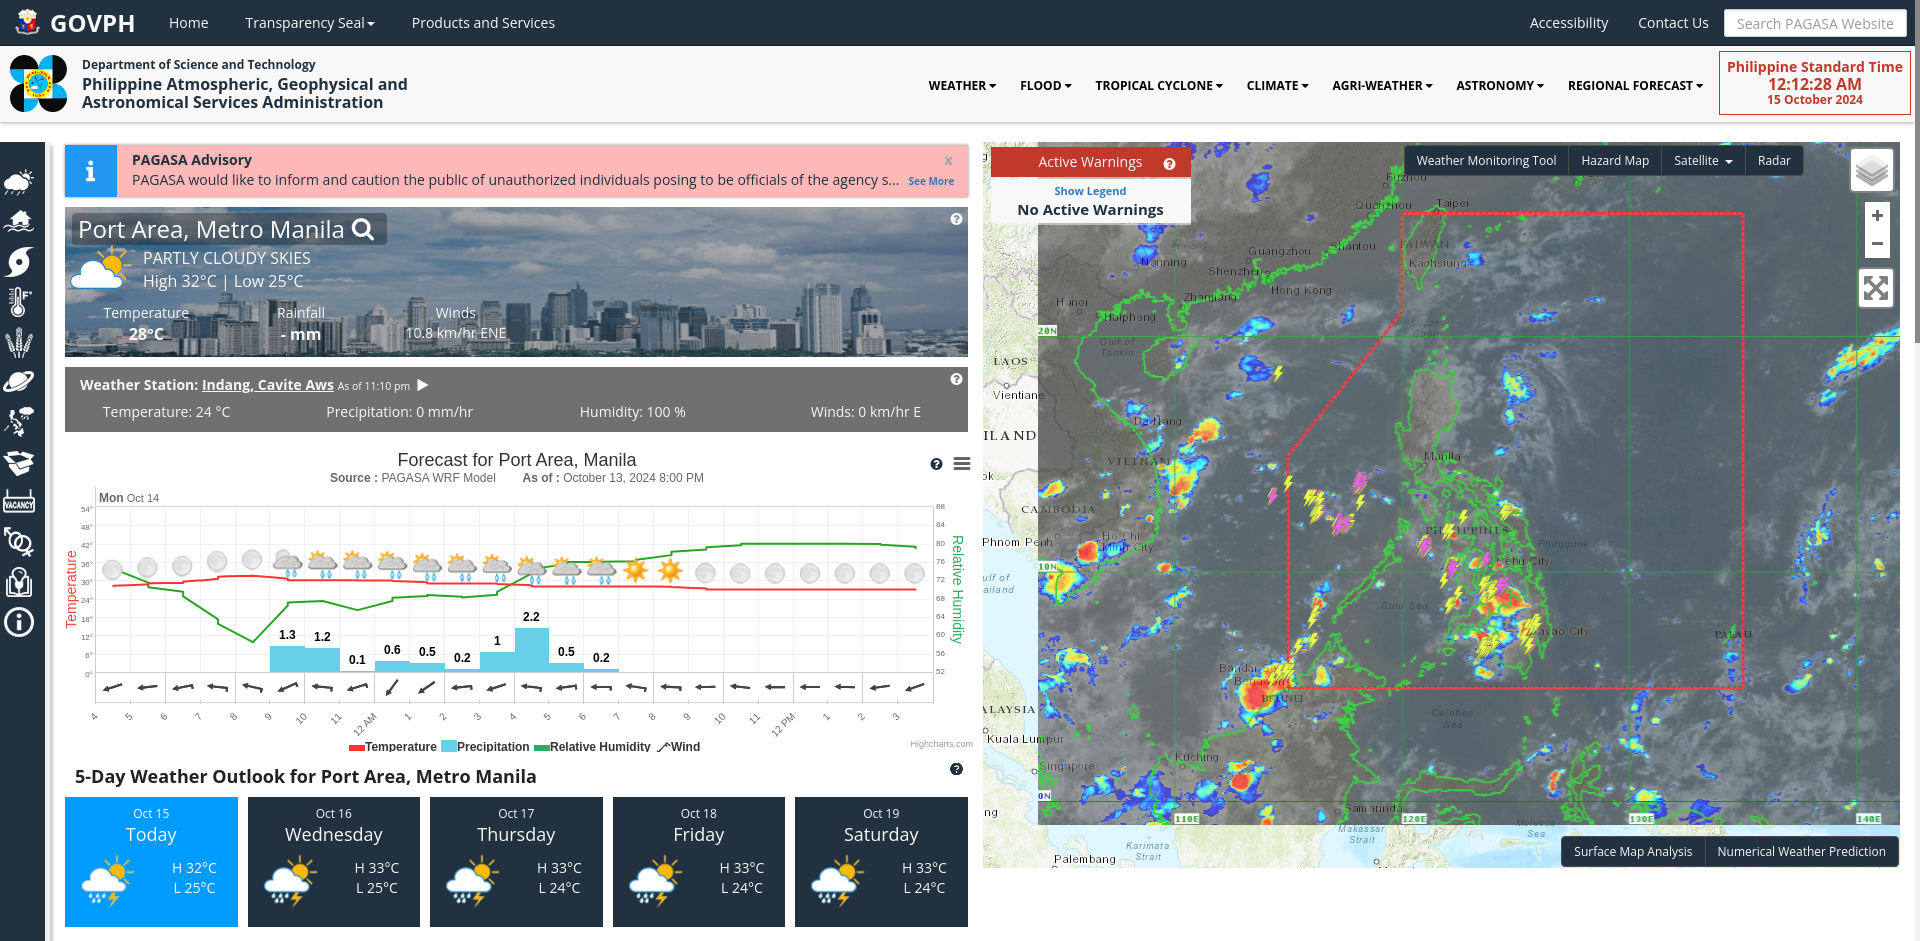 GOVPH
Home
Transparency Seal
Products and Services
Accessibility
Contact Us
Search PAGASA Website
Department of Science and Technology
Philippine Atmospheric, Geophysical and
Astronomical Services Administration
WEATHER
FLOOD
TROPICAL CYCLONE
CLIMATE
AGRI-WEATHER
ASTRONOMY
REGIONAL FORECAST
Philippine Standard Time
12:12:28 AM
15 October 2024
VACANCY
PAGASA Advisory
x
PAGASA would like to inform and caution the public of unauthorized individuals posing to be officials of the agency s... See More
Port Area, Metro Manila
PARTLY CLOUDY SKIES
High 32°C | Low 25°C
Temperature Rainfall Winds
28°C - mm 10.8 km/hr ENE
Weather Station: Indang, Cavite Aws As of 11:10 pm
Temperature: 24 °C Precipitation: 0 mm/hr Humidity: 100 % Winds: 0 km/hr E
Forecast for Port Area, Manila
Source : PAGASA WRF Model As of : October 13, 2024 8:00 PM
Mon Oct 14
54° 88
84
48°
42° 80
36° 76
30° 72
24° 68
18° 64
12° 60
6° 56
0° 52
Temperature
Relative Humidity
1.3 1.2 0.1 0.6 0.5 0.2 1 2.2 0.5 0.2
4 5 6 7 8 9 10 11 12 AM 1 2 3 4 5 6 7 8 9 10 11 12 PM 1 2 3
Temperature Precipitation Relative Humidity Wind
Highcharts.com
5-Day Weather Outlook for Port Area, Metro Manila
Oct 15
Today
H 32°C
L 25°C
Oct 16
Wednesday
H 33°C
L 25°C
Oct 17
Thursday
H 33°C
L 24°C
Oct 18
Friday
H 33°C
L 24°C
Oct 19
Saturday
H 33°C
L 24°C
Active Warnings
Show Legend
No Active Warnings
Weather Monitoring Tool
Hazard Map
Satellite
Radar
+
−
Fuzhou
Quanzhou
Taipei
Guangzhou
Shantou
TAIWAN
Nanning
Shenzhen
Kaohsiung
Hanoi
Zhanjiang
Hong Kong
Haiphong
20N
Luzon
Strait
Gulf of
Tonkin
LAOS
Vientiane
Da Nang
ILAND
VIETNAM
Manila
ok
CAMBODIA
PHILIPPINES
Phnom Penh
Ho Chi
Minh City
Philippine S
10N
Cebu City
ulf of
ailand
Sulu Sea
avao City
PALAU
Bandar Se
Begawan
BRUNEI
ALAYSIA
Celebes
Sea
Kuala Lumpur
Kuching
Singapore
0N
ng
Samarinda
110E
120E
130E
140E
Makassar
Strait
Molucca
Sea
Karimata
Strait
Palembang
Surface Map Analysis
Numerical Weather Prediction